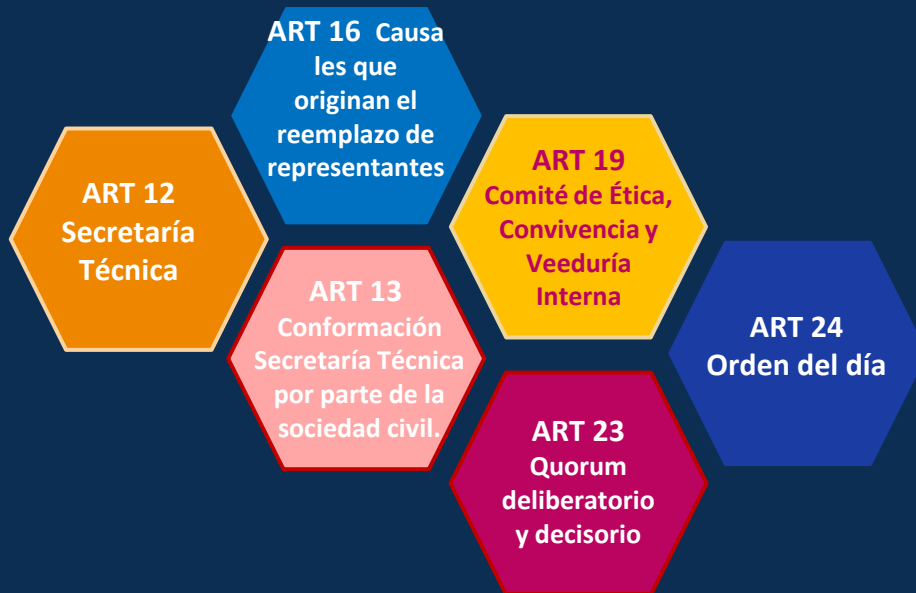 ART 16 Causa
les que
originan el
reemplazo de
representantes
ART 12
Secretaría
Técnica
ART 19
Comité de Ética,
Convivencia y
Veeduría
Interna
ART 13
Conformación
Secretaría Técnica
por parte de la
sociedad civil.
ART 24
Orden del día
ART 23
Quorum
deliberatorio
y decisorio